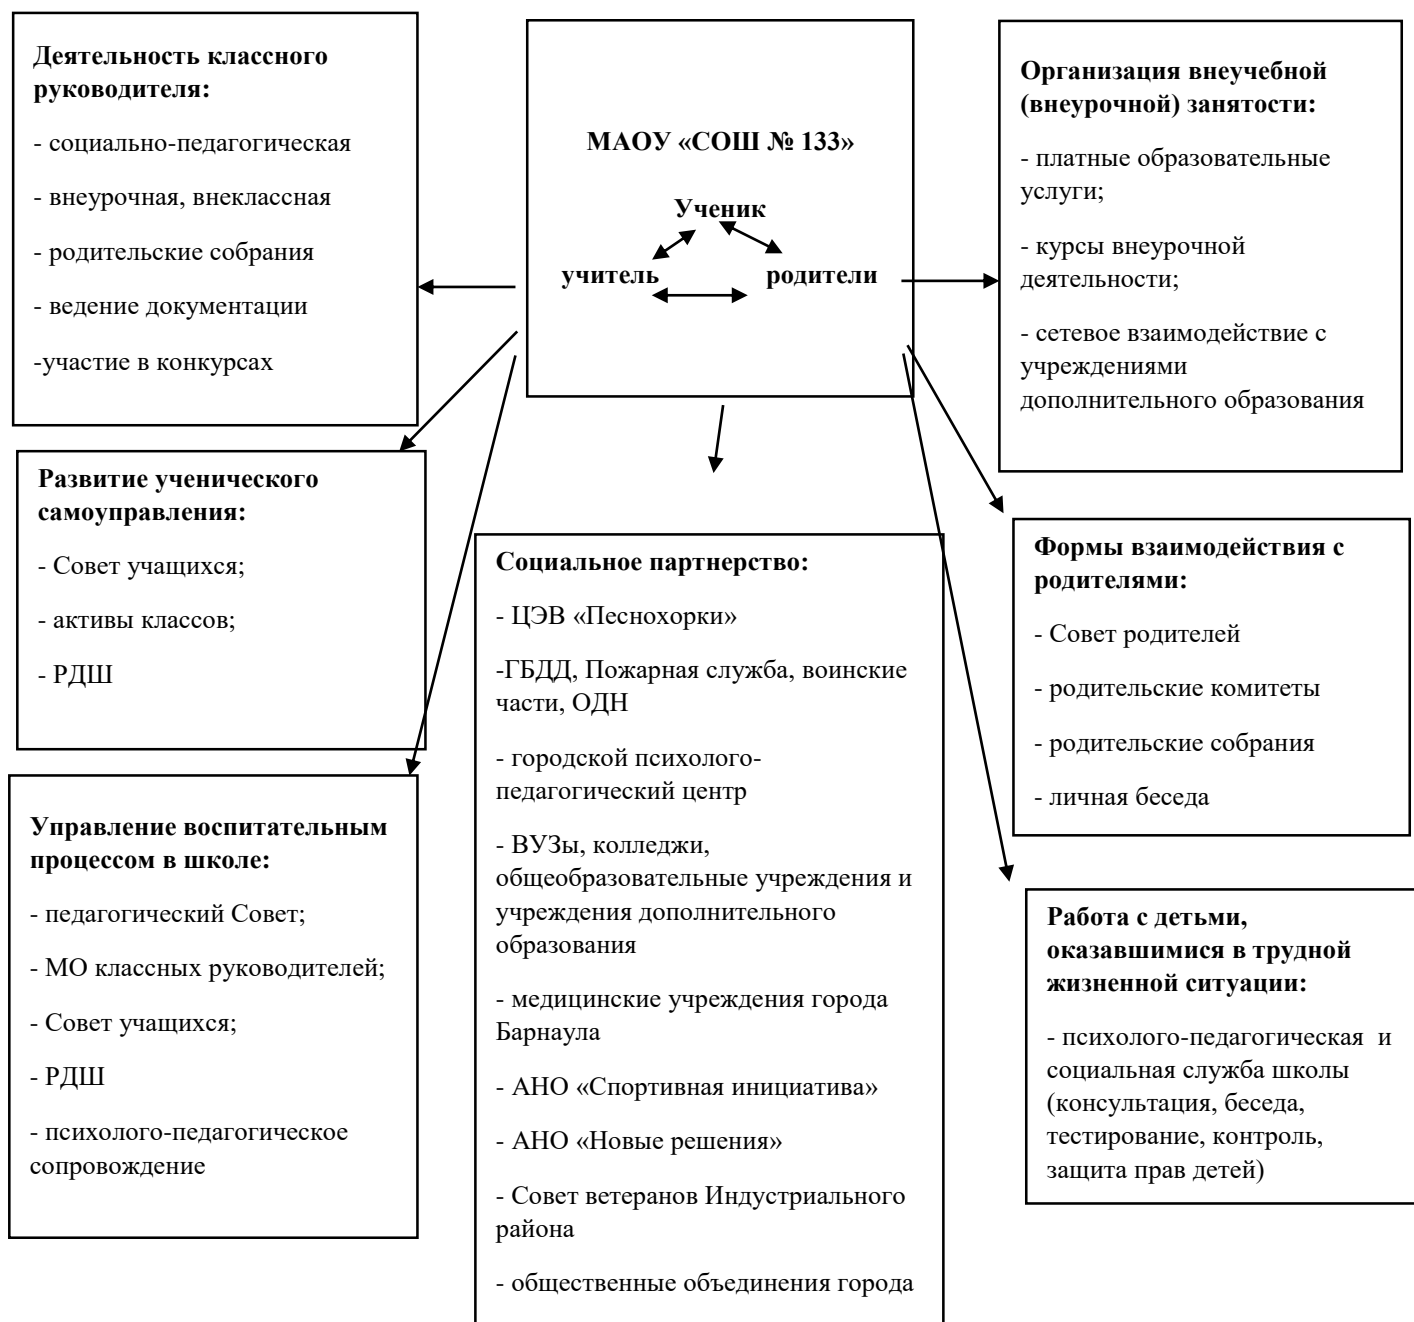 Деятельность классного
руководителя:
- социально-педагогическая
- внеурочная, внеклассная
- родительские собрания
- ведение документации
-участие в конкурсах
МАОУ «СОШ № 133»
Ученик
учитель родители
Организация внеучебной
(внеурочной) занятости:
- платные образовательные
услуги;
- курсы внеурочной
деятельности;
- сетевое взаимодействие с
учреждениями
дополнительного образования
Развитие ученического
самоуправления:
- Совет учащихся;
- активы классов;
- РДШ
Социальное партнерство:
- ЦЭВ «Песнохорки»
-ГБДД, Пожарная служба, воинские
части, ОДН
- городской психолого-
педагогический центр
- ВУЗы, колледжи,
общеобразовательные учреждения и
учреждения дополнительного
образования
- медицинские учреждения города
Барнаула
- АНО «Спортивная инициатива»
- АНО «Новые решения»
- Совет ветеранов Индустриального
района
- общественные объединения города
Формы взаимодействия с
родителями:
- Совет родителей
- родительские комитеты
- родительские собрания
- личная беседа
Управление воспитательным
процессом в школе:
- педагогический Совет;
- МО классных руководителей;
- Совет учащихся;
- РДШ
- психолого-педагогическое
сопровождение
Работа с детьми,
оказавшимися в трудной
жизненной ситуации:
- психолого-педагогическая и
социальная служба школы
(консультация, беседа,
тестирование, контроль,
защита прав детей)